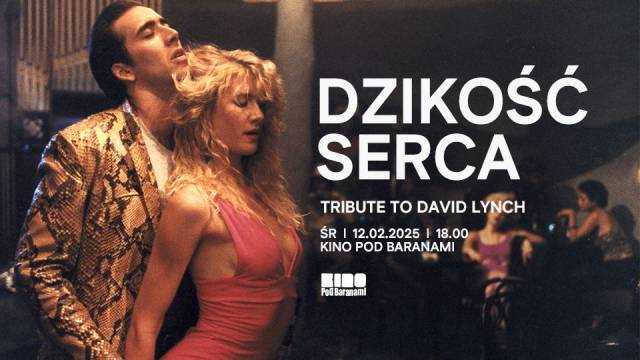 DZIKOŚĆ
SERCA
TRIBUTE TO DAVID LYNCH
ŚR | 12.02.2025 | 18.00
KINO POD BARANAMI
KINO
Pod Baranami